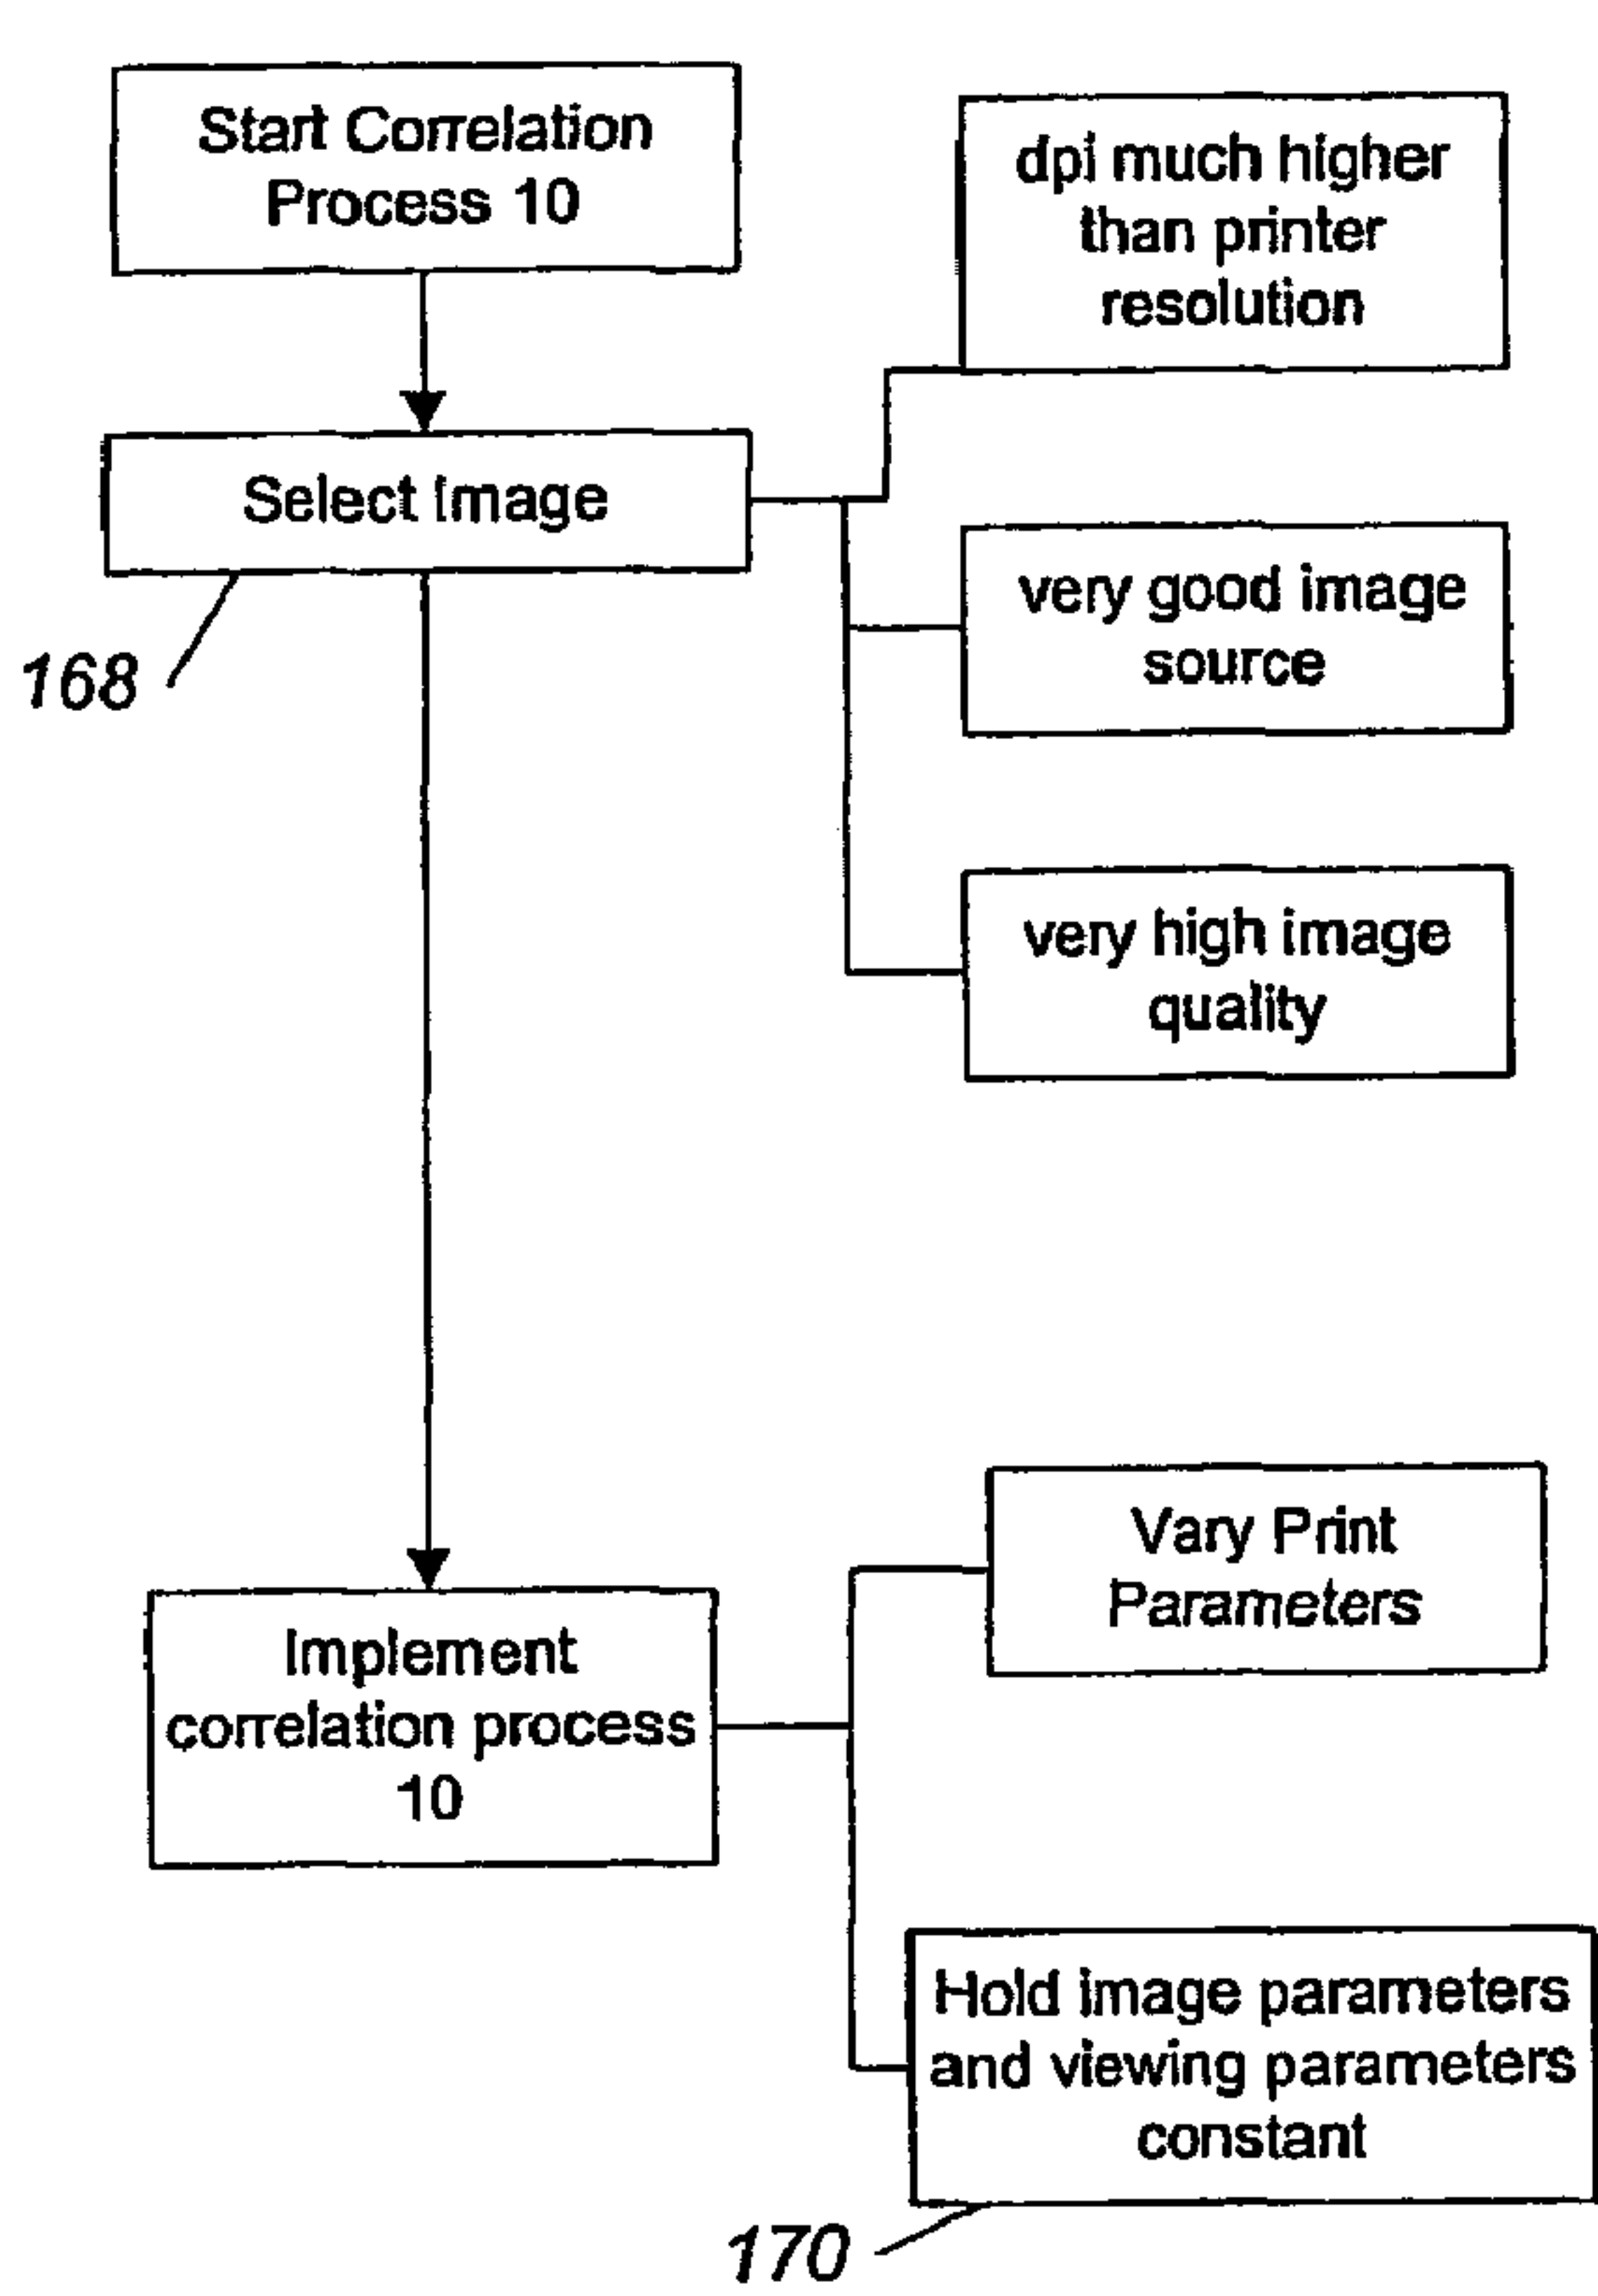 Start Correlation
Process 10
dpi much higher
than printer
resolution
Select Image
168
very good image
source
very high image
quality
Vary Print
Parameters
Implement
correlation process
10
Hold image parameters
and viewing parameters
constant
170